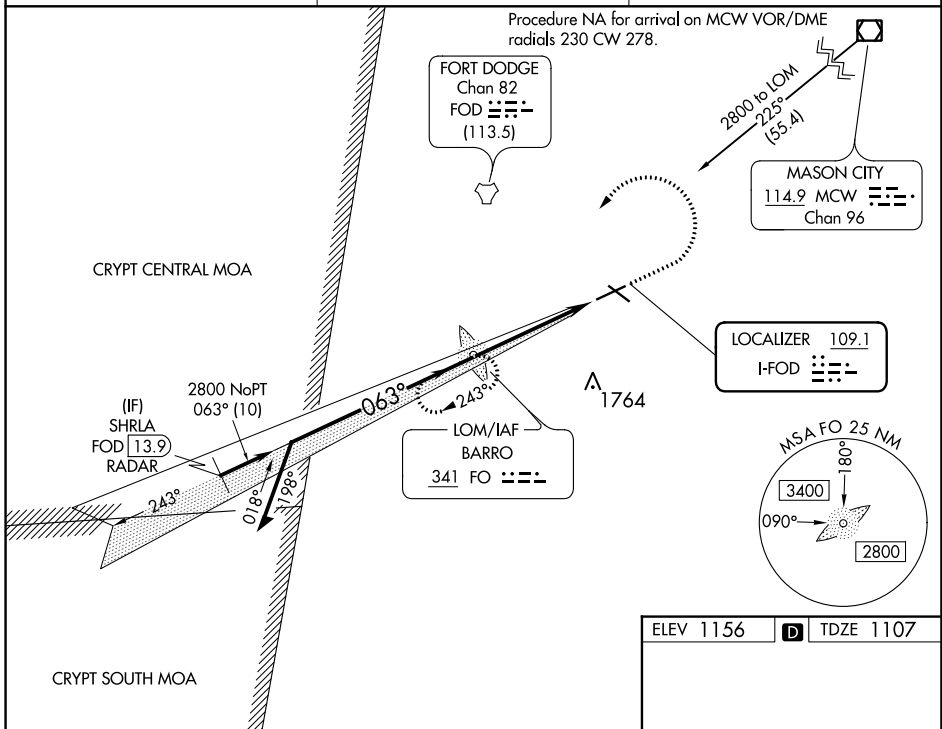 Procedure NA for arrival on MCW VOR/DME
radials 230 CW 278.
FORT DODGE
Chan 82
FOD
(113.5)
2800 to LOM
225°
(55.4)
MASON CITY
114.9 MCW
Chan 96
CRYPT CENTRAL MOA
LOCALIZER 109.1
I-FOD
1764
063°
243°
2800 NoPT
063° (10)
(IF)
SHRLA
FOD 13.9
RADAR
LOM/IAF
BARRO
341 FO
243°
018°
198°
MSA FO 25 NM
180°
3400
090°
2800
CRYPT SOUTH MOA
ELEV 1156 D TDZE 1107